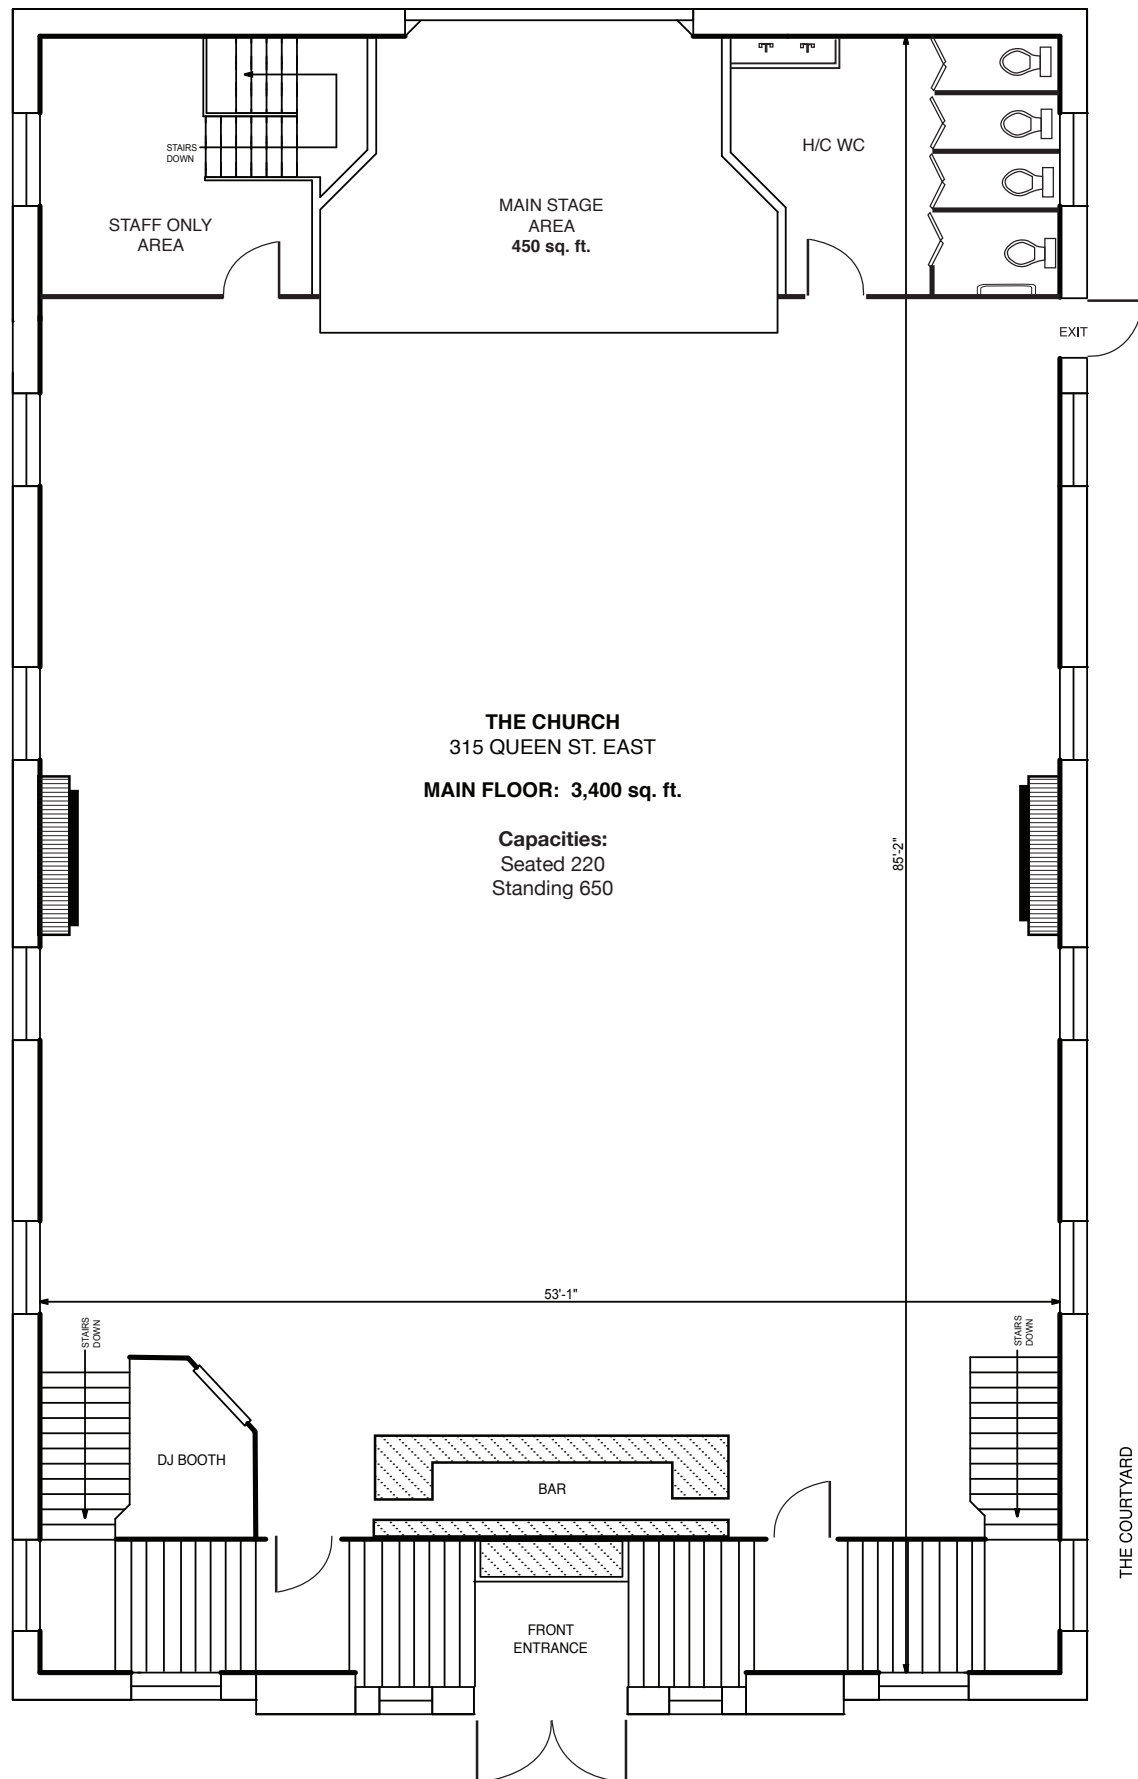 STAIRS
DOWN
H/C WC
STAFF ONLY
AREA
MAIN STAGE
AREA
450 sq. ft.
EXIT
THE CHURCH
315 QUEEN ST. EAST
MAIN FLOOR: 3,400 sq. ft.
Capacities:
Seated 220
Standing 650
85'-2"
53'-1"
STAIRS
DOWN
STAIRS
DOWN
DJ BOOTH
BAR
THE COURTYARD
FRONT
ENTRANCE